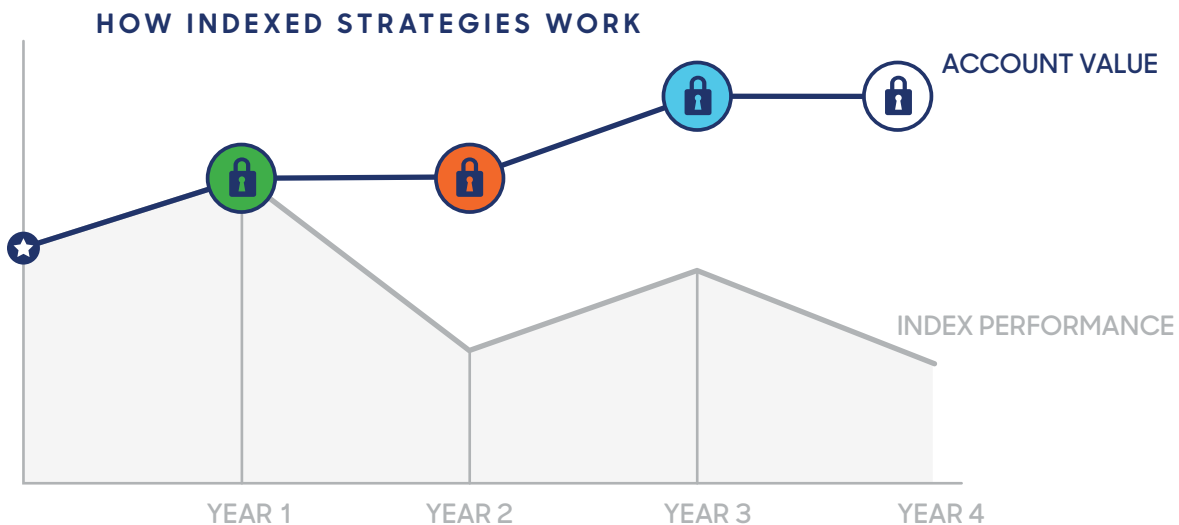 HOW INDEXED STRATEGIES WORK
ACCOUNT VALUE
INDEX PERFORMANCE
YEAR 1
YEAR 2
YEAR 3
YEAR 4